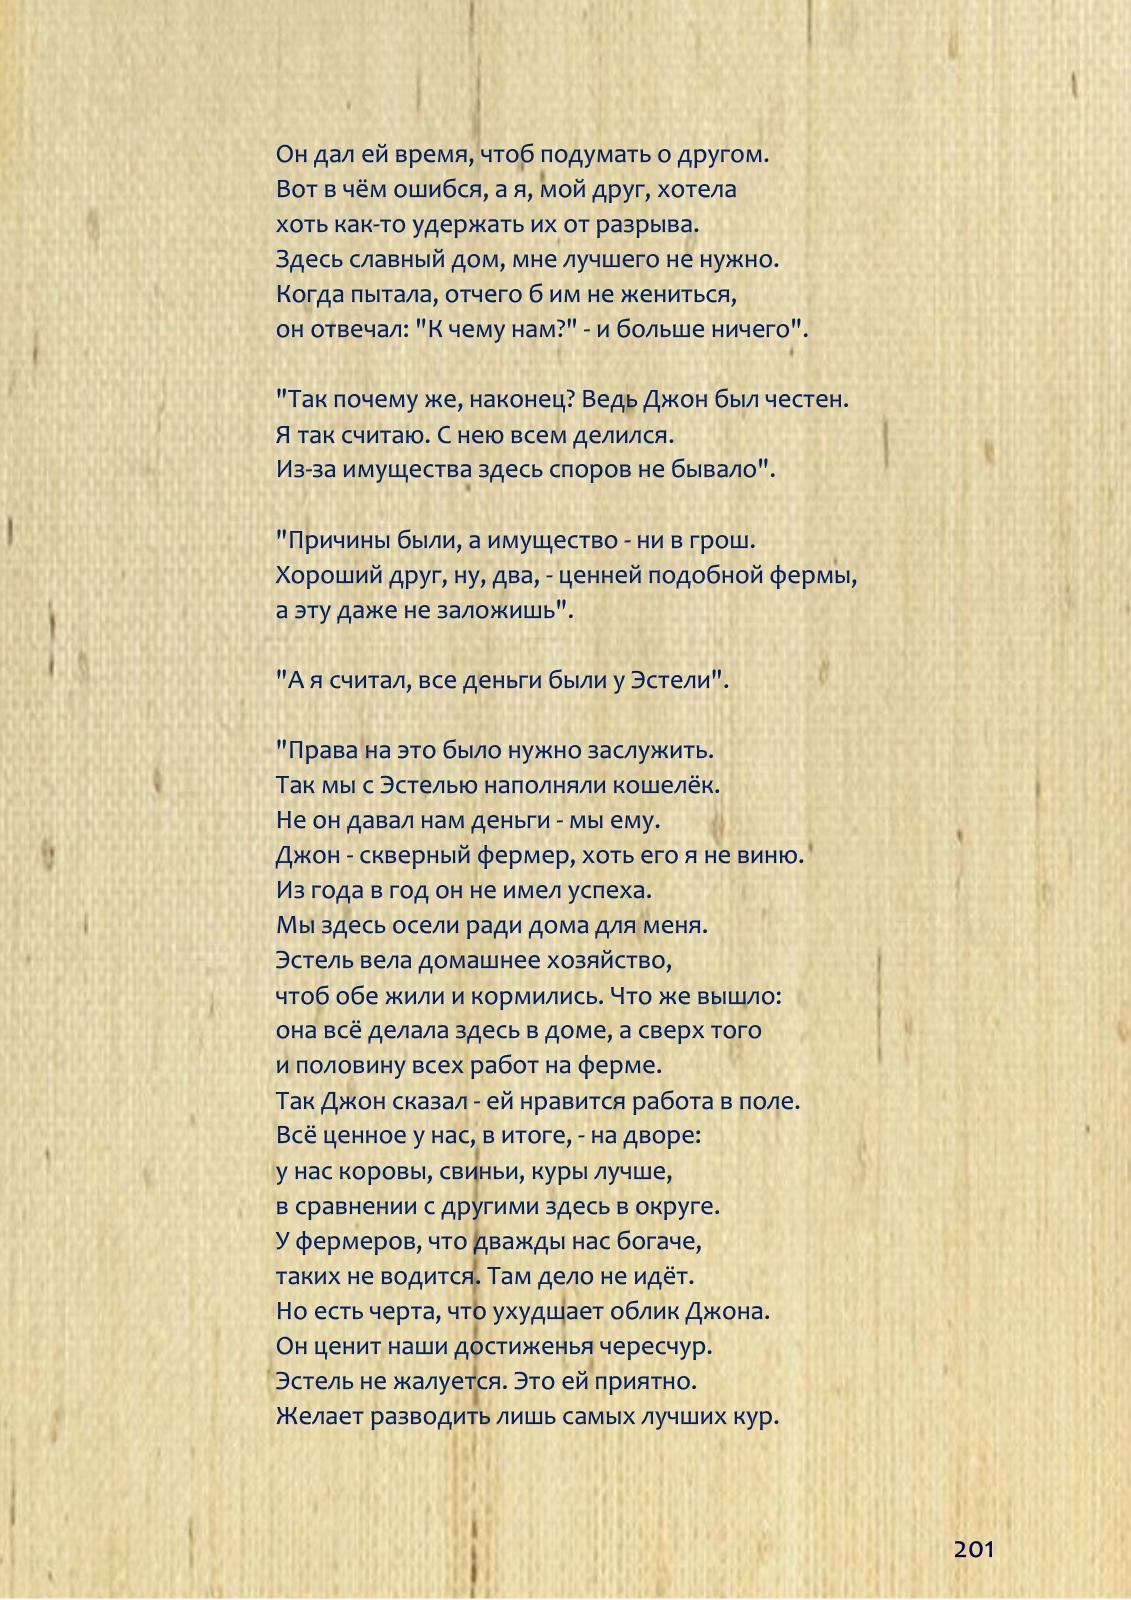 Он дал ей время, чтоб подумать о другом.
Вот в чём ошибся, а я, мой друг, хотела
хоть как-то удержать их от разрыва.
Здесь славный дом, мне лучшего не нужно.
Когда пытала, отчего б им не жениться,
он отвечал: "К чему нам?" - и больше ничего".
"Так почему же, наконец? Ведь Джон был честен.
Я так считаю. С нею всем делился.
Из-за имущества здесь споров не бывало".
"Причины были, а имущество - ни в грош.
Хороший друг, ну, два, - ценней подобной фермы,
а эту даже не заложишь".
"А я считал, все деньги были у Эстели".
"Права на это было нужно заслужить.
Так мы с Эстелью наполняли кошелёк.
Не он давал нам деньги - мы ему.
Джон - скверный фермер, хоть его я не виню.
Из года в год он не имел успеха.
Мы здесь осели ради дома для меня.
Эстель вела домашнее хозяйство,
чтоб обе жили и кормились. Что же вышло:
она всё делала здесь в доме, а сверх того
и половину всех работ на ферме.
Так Джон сказал - ей нравится работа в поле.
Всё ценное у нас, в итоге, - на дворе:
у нас коровы, свиньи, куры лучше,
в сравнении с другими здесь в округе.
У фермеров, что дважды нас богаче,
таких не водится. Там дело не идёт.
Но есть черта, что ухудшает облик Джона.
Он ценит наши достиженья чересчур.
Эстель не жалуется. Это ей приятно.
Желает разводить лишь самых лучших кур.
201